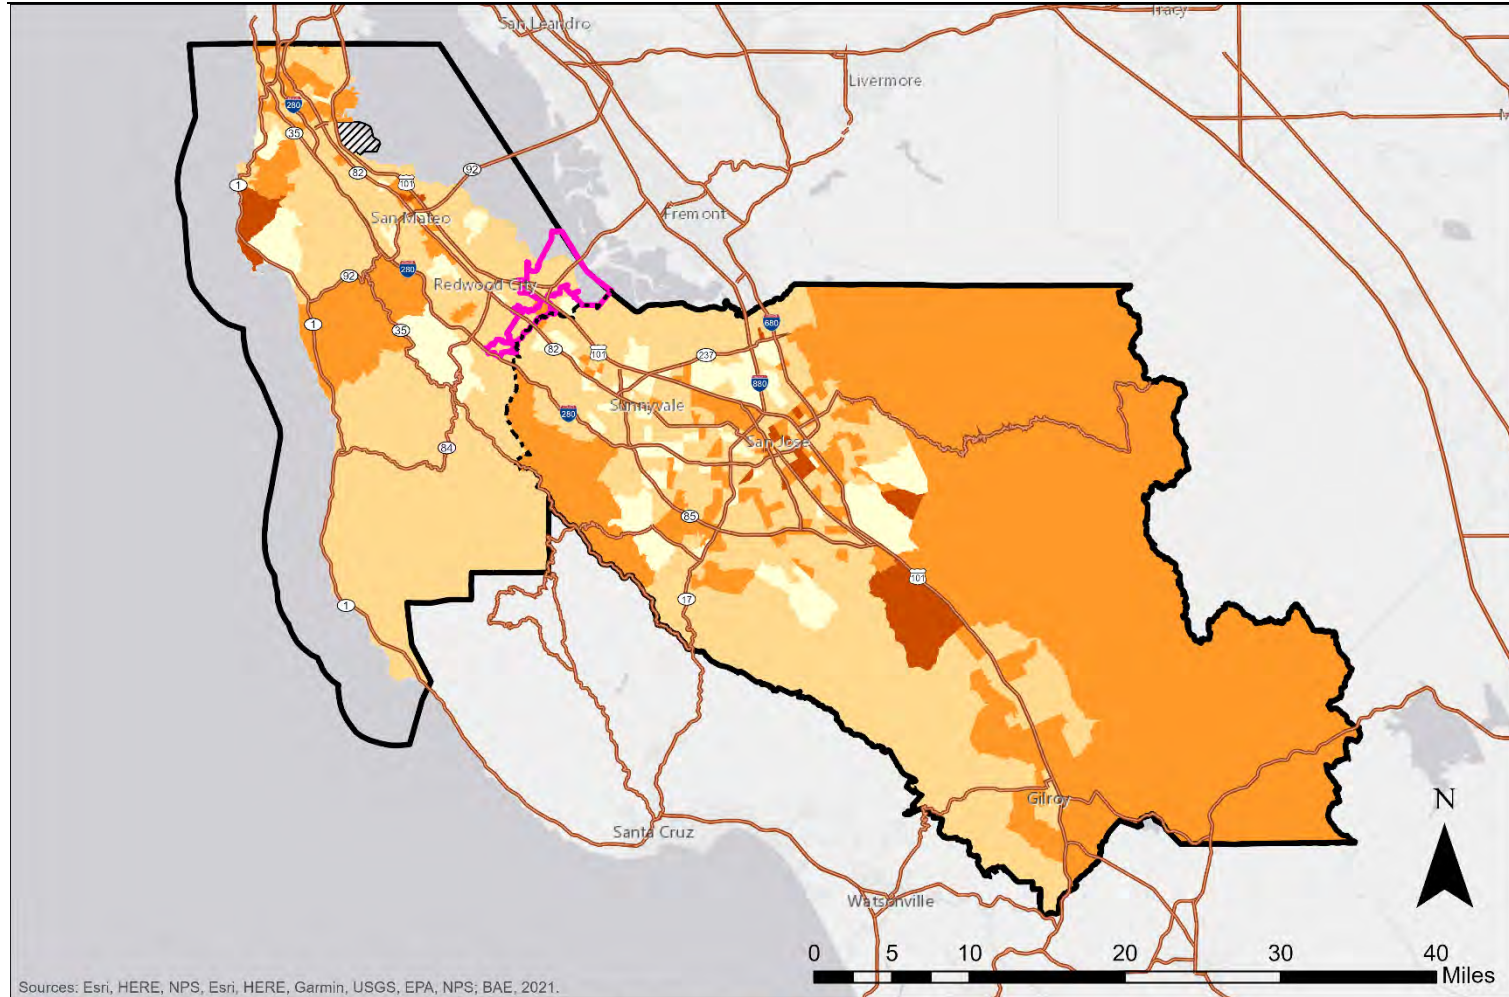 San Leandro
Tracy
Livermore
280
35
82
101
92
1
San Mateo
Fremont
280
92
Redwood City
1
35
680
82
101
237
880
280
Sunnyvale
San Jose
84
85
101
1
17
Gilroy
N
Santa Cruz
Watsonville
0 5 10 20 30 40
Miles
Sources: Esri, HERE, NPS, Esri, HERE, Garmin, USGS, EPA, NPS; BAE, 2021.